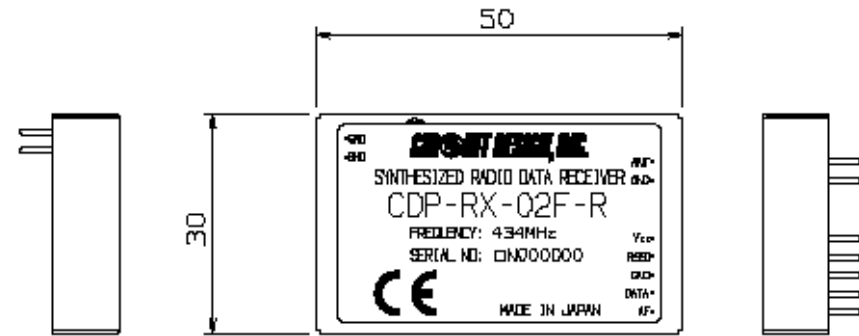 50
30
CIRCUIT DESIGN, INC.
-GND
-GND
ANT-
GND-
SYNTHESIZED RADIO DATA RECEIVER
CDP-RX-02F-R
FREQUENCY: 434MHz
SERIAL NO: □N000000
Vcc-
RSSI-
GND-
DATA-
AF-
MADE IN JAPAN
CE